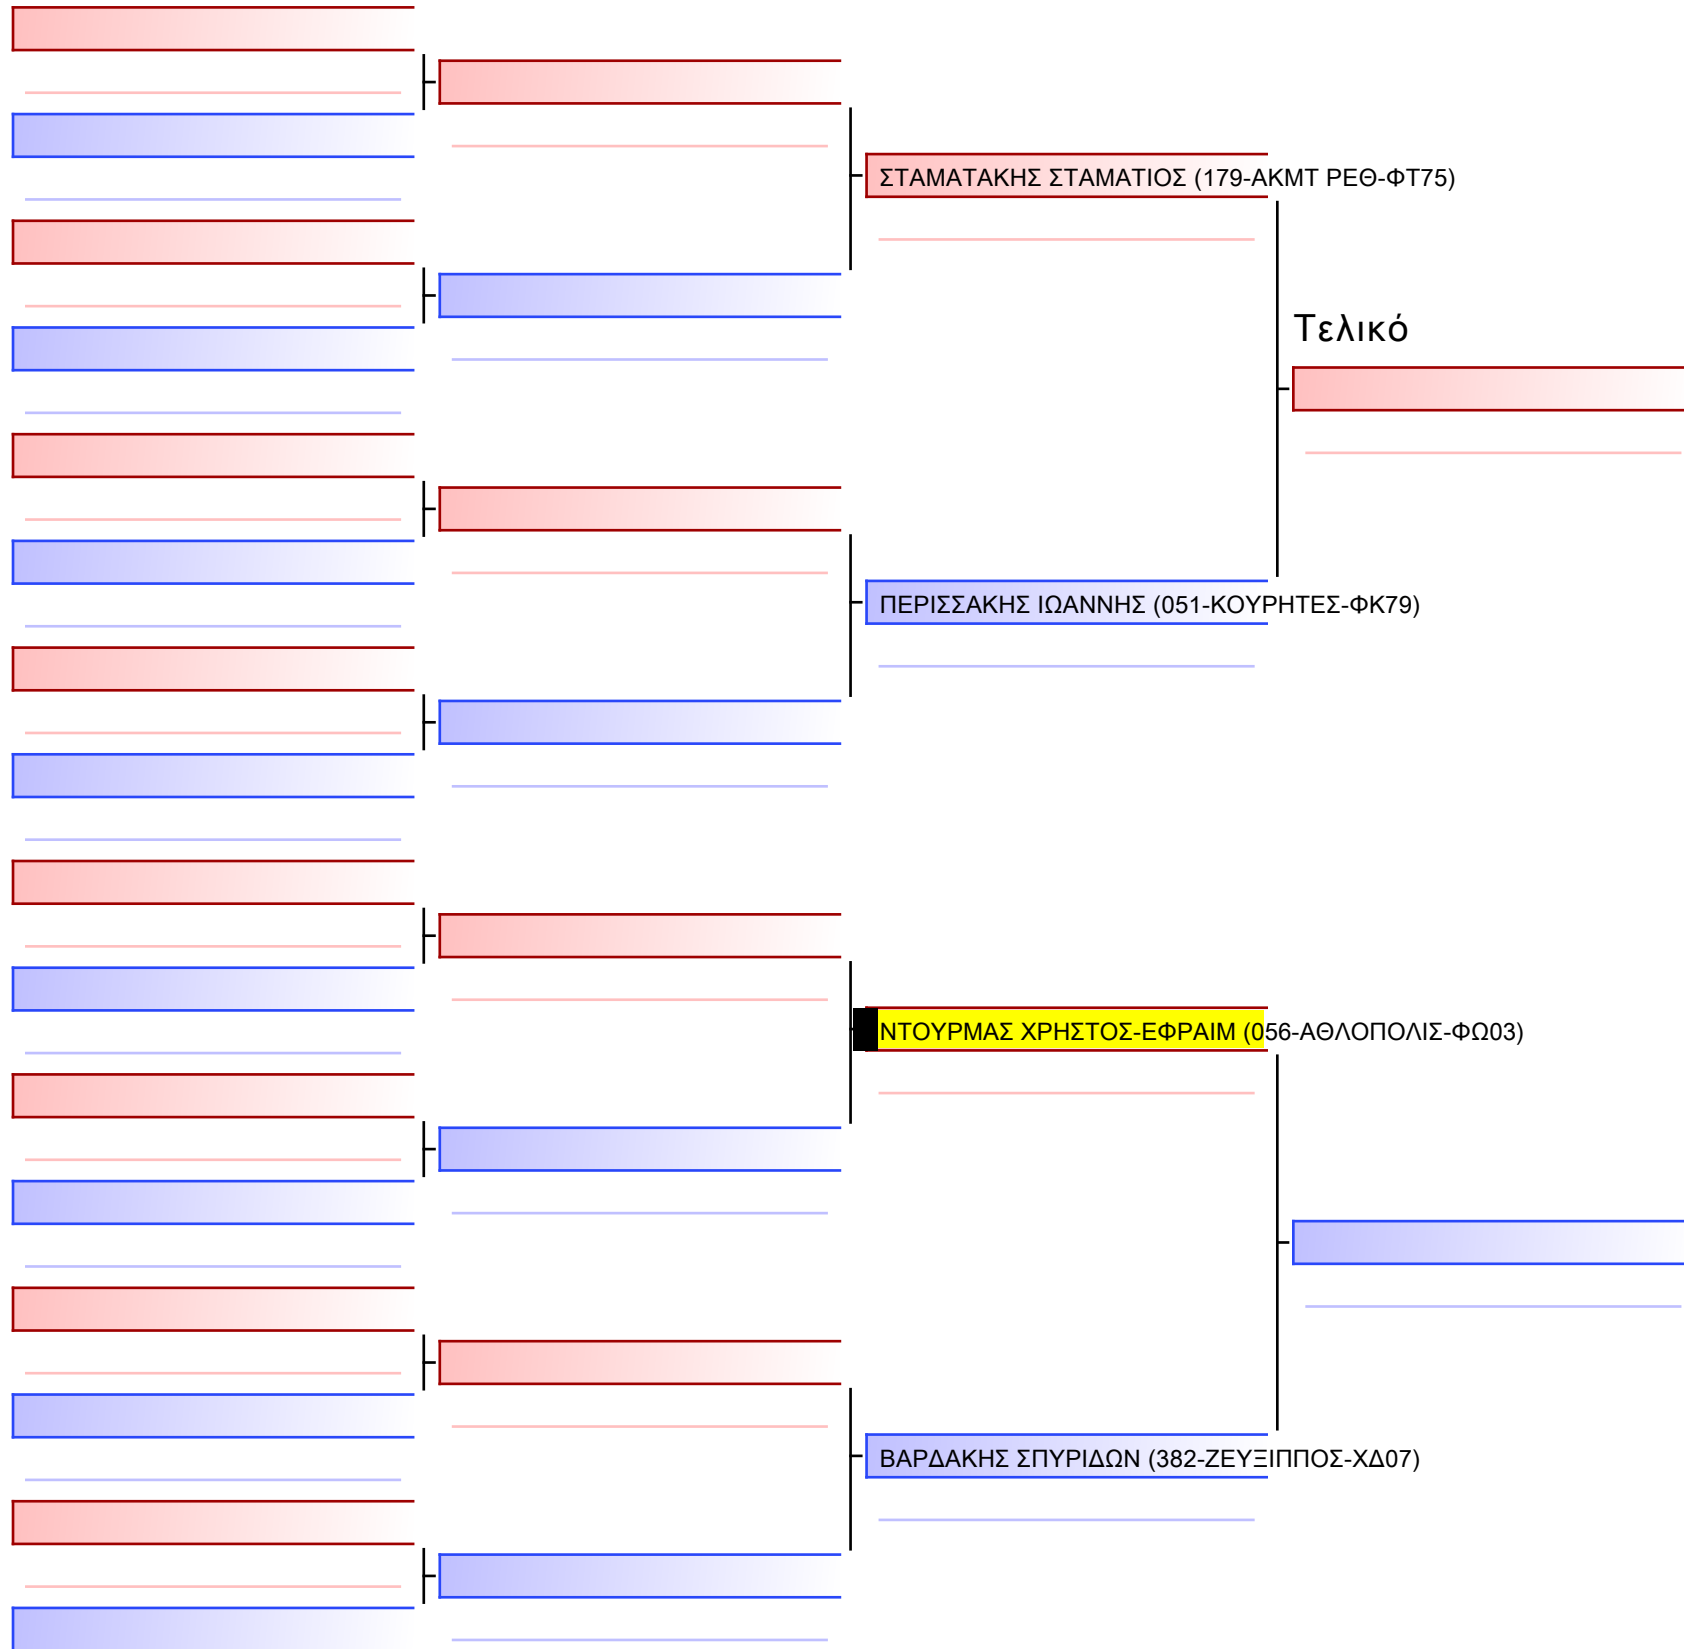 ΣΤΑΜΑΤΑΚΗΣ ΣΤΑΜΑΤΙΟΣ (179-ΑΚΜΤ ΡΕΘ-ΦΤ75)
Τελικό
ΠΕΡΙΣΣΑΚΗΣ ΙΩΑΝΝΗΣ (051-ΚΟΥΡΗΤΕΣ-ΦΚ79)
ΝΤΟΥΡΜΑΣ ΧΡΗΣΤΟΣ-ΕΦΡΑΙΜ (056-ΑΘΛΟΠΟΛΙΣ-ΦΩ03)
ΒΑΡΔΑΚΗΣ ΣΠΥΡΙΔΩΝ (382-ΖΕΥΞΙΠΠΟΣ-ΧΔ07)